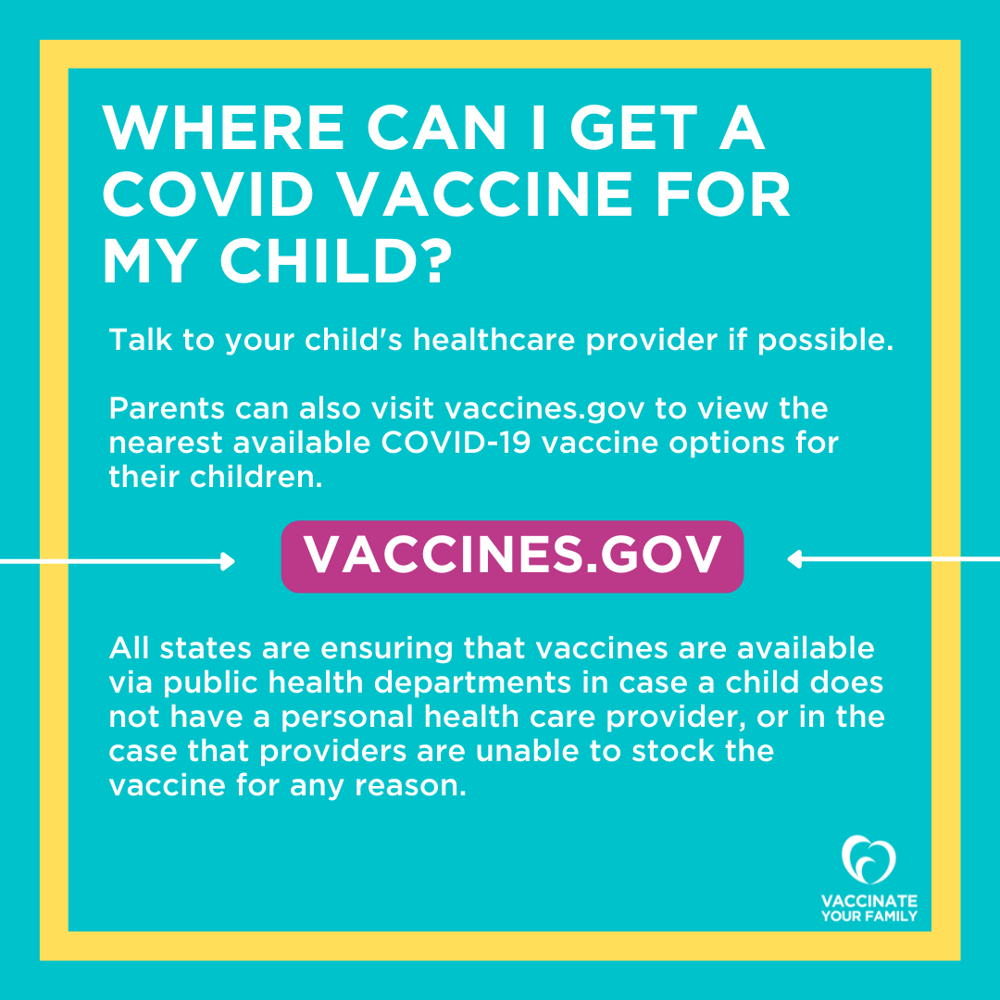 WHERE CAN I GET A
COVID VACCINE FOR
MY CHILD?
Talk to your child's healthcare provider if possible.
Parents can also visit vaccines.gov to view the
nearest available COVID-19 vaccine options for
their children.
VACCINES.GOV
All states are ensuring that vaccines are available
via public health departments in case a child does
not have a personal health care provider, or in the
case that providers are unable to stock the
vaccine for any reason.
VACCINATE
YOUR FAMILY